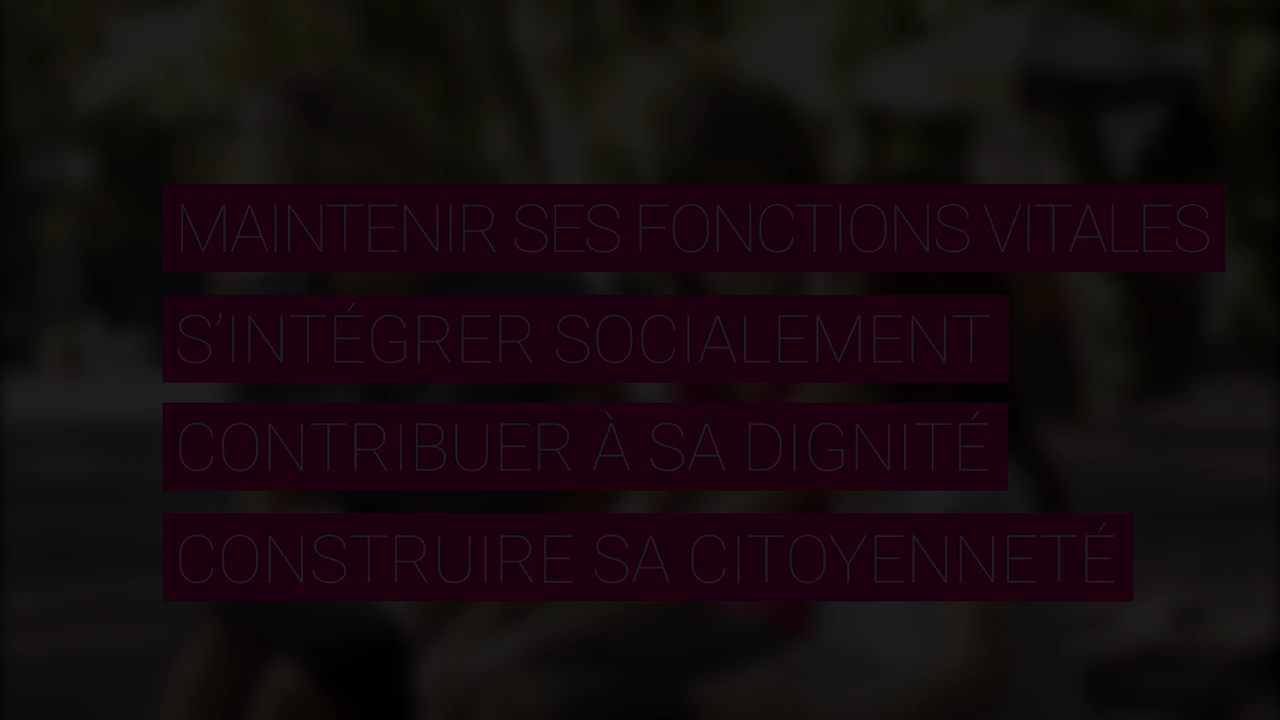 MAINTENIR SES FONCTIONS VITALES
S’INTÉGRER SOCIALEMENT
CONTRIBUER À SA DIGNITÉ
CONSTRUIRE SA CITOYENNETÉ